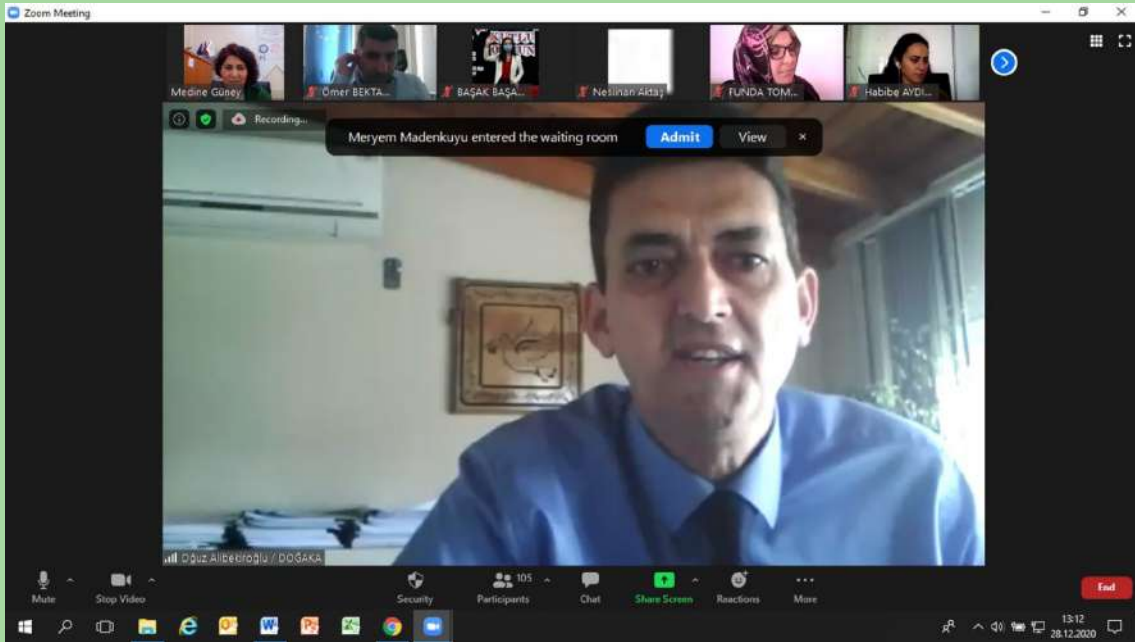 Zoom Meeting
Medine Güney
Ömer BEKTA...
BAŞAK BAŞA...
Neslihan Aktaş
FUNDA TOM...
Habibe AYDI...
Recording...
Meryem Madenkuyu entered the waiting room
Admit
View
Oğuz Alibekiroğlu / DOĞAKA
Mute
Stop Video
Security
105
Participants
Chat
Share Screen
Reactions
More
End
13:12
28.12.2020